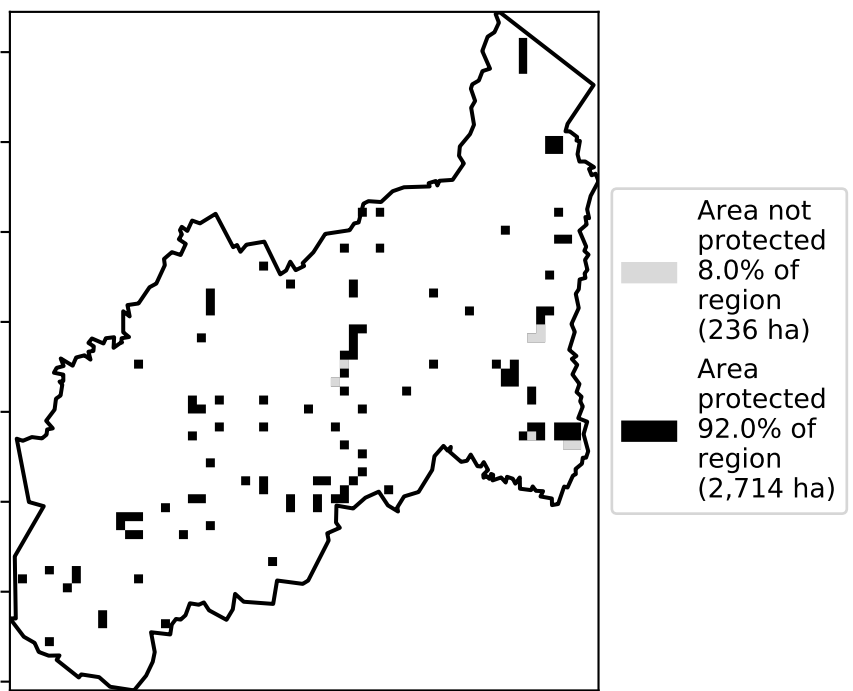 Area not
protected
8.0% of
region
(236 ha)
Area
protected
92.0% of
region
(2,714 ha)